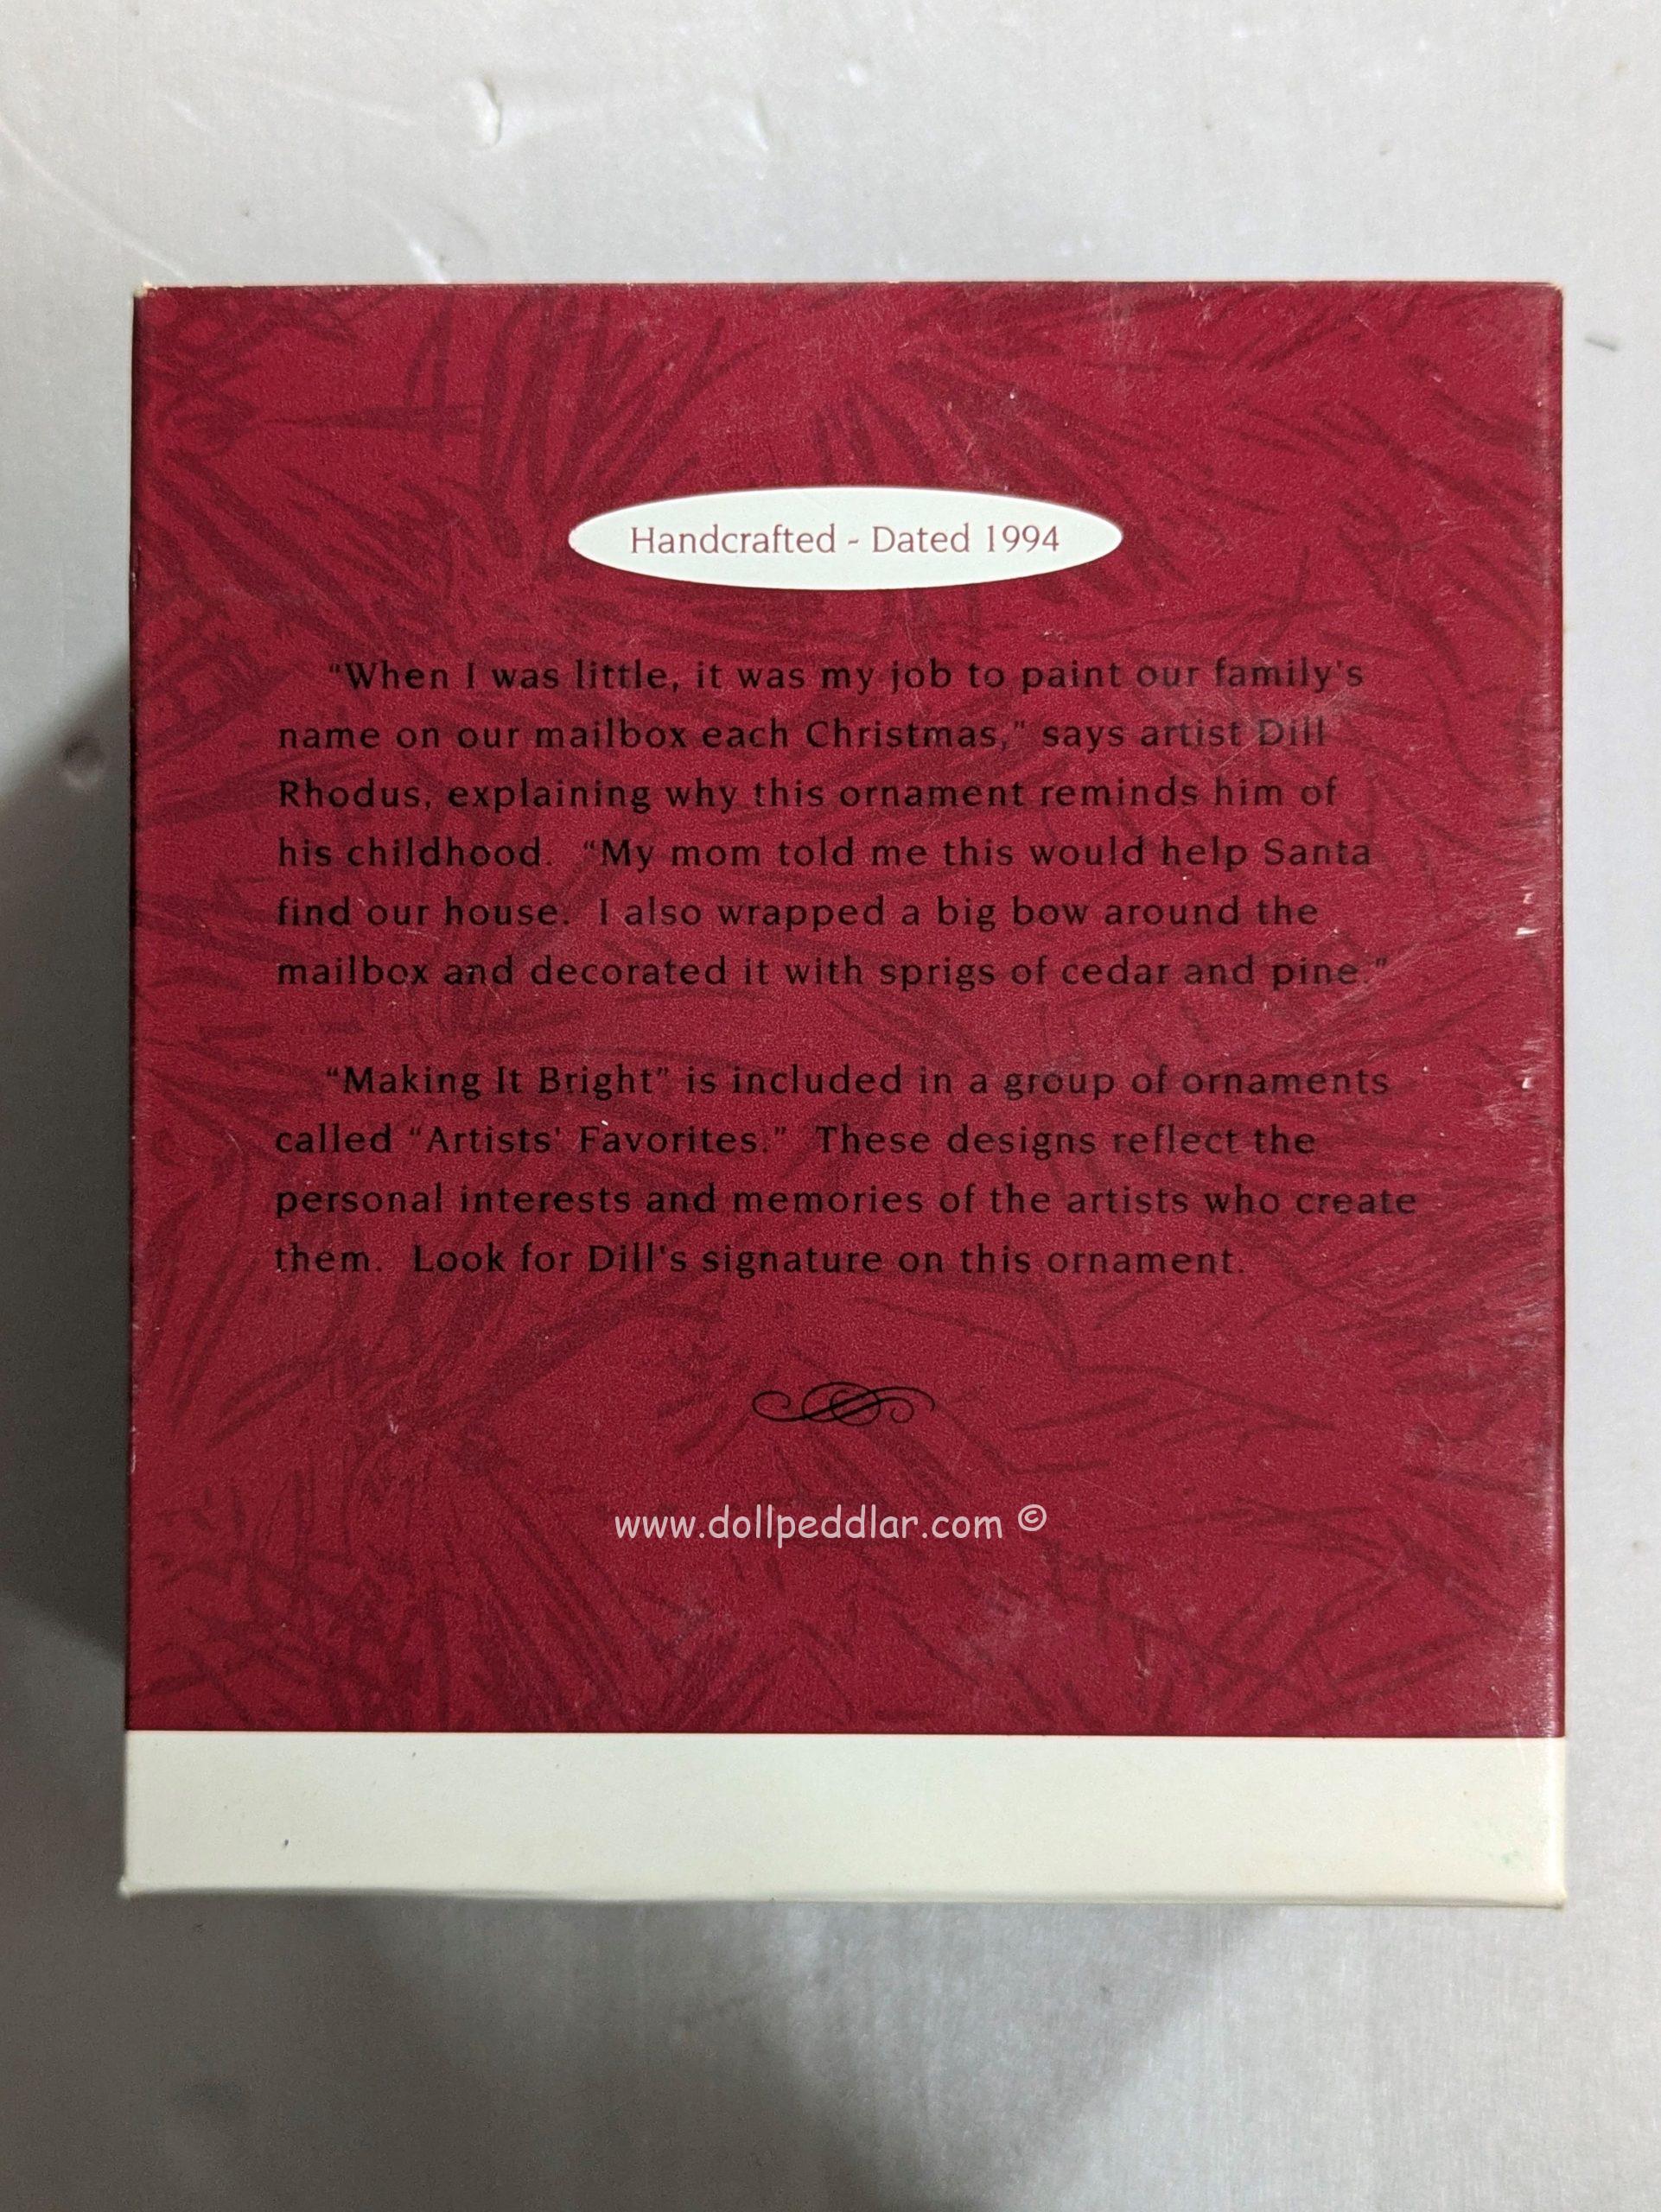 Handcrafted - Dated 1994
“When I was little, it was my job to paint our family's
name on our mailbox each Christmas,” says artist Dill
Rhodus, explaining why this ornament reminds him of
his childhood.  “My mom told me this would help Santa
find our house.  I also wrapped a big bow around the
mailbox and decorated it with sprigs of cedar and pine.”
“Making It Bright” is included in a group of ornaments
called “Artists' Favorites.”  These designs reflect the
personal interests and memories of the artists who create
them.  Look for Dill's signature on this ornament.
www.dollpeddlar.com ©